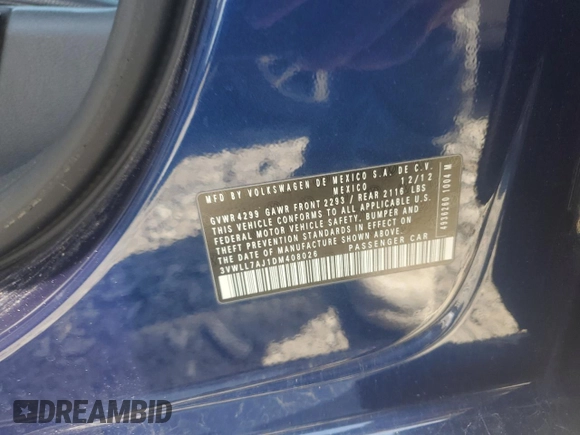 MFD BY VOLKSWAGEN DE MEXICO S.A. DE C.V.
MEXICO 12/12
GVWR 4299 GAWR FRONT 2293 / REAR 2116 LBS
THIS VEHICLE CONFORMS TO ALL APPLICABLE U.S.
FEDERAL MOTOR VEHICLE SAFETY, BUMPER AND
THEFT PREVENTION STANDARDS IN EFFECT ON
THE DATE OF MANUFACTURE SHOWN ABOVE.
3VWLL7AJ1DM408026 PASSENGER CAR
DREAMBID